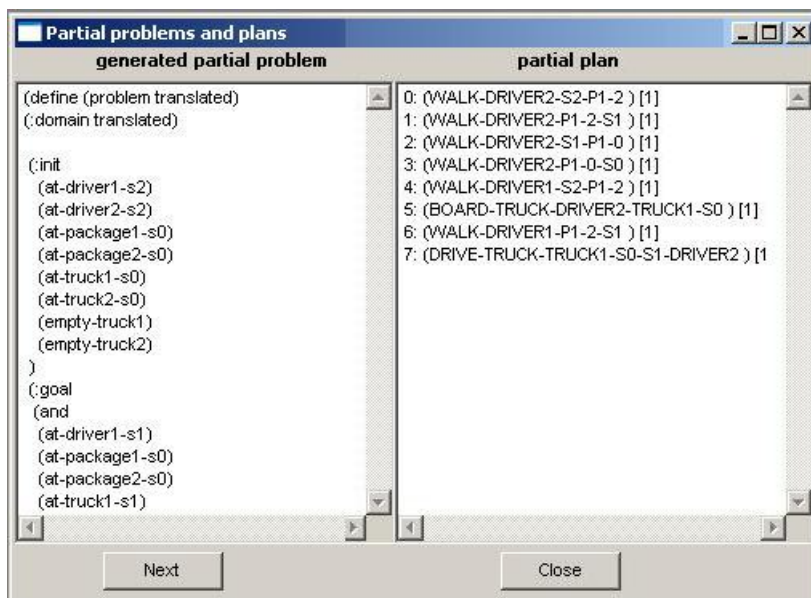 Partial problems and plans
generated partial problem
partial plan
(define (problem translated)
(:domain translated)
(:init
(at-driver1-s2)
(at-driver2-s2)
(at-package1-s0)
(at-package2-s0)
(at-truck1-s0)
(at-truck2-s0)
(empty-truck1)
(empty-truck2)
)
(:goal
(and
(at-driver1-s1)
(at-package1-s0)
(at-package2-s0)
(at-truck1-s1)
0: (WALK-DRIVER2-S2-P1-2 ) [1]
1: (WALK-DRIVER2-P1-2-S1 ) [1]
2: (WALK-DRIVER2-S1-P1-0 ) [1]
3: (WALK-DRIVER2-P1-0-S0 ) [1]
4: (WALK-DRIVER1-S2-P1-2 ) [1]
5: (BOARD-TRUCK-DRIVER2-TRUCK1-S0 ) [1]
6: (WALK-DRIVER1-P1-2-S1 ) [1]
7: (DRIVE-TRUCK-TRUCK1-S0-S1-DRIVER2 ) [1
Next
Close